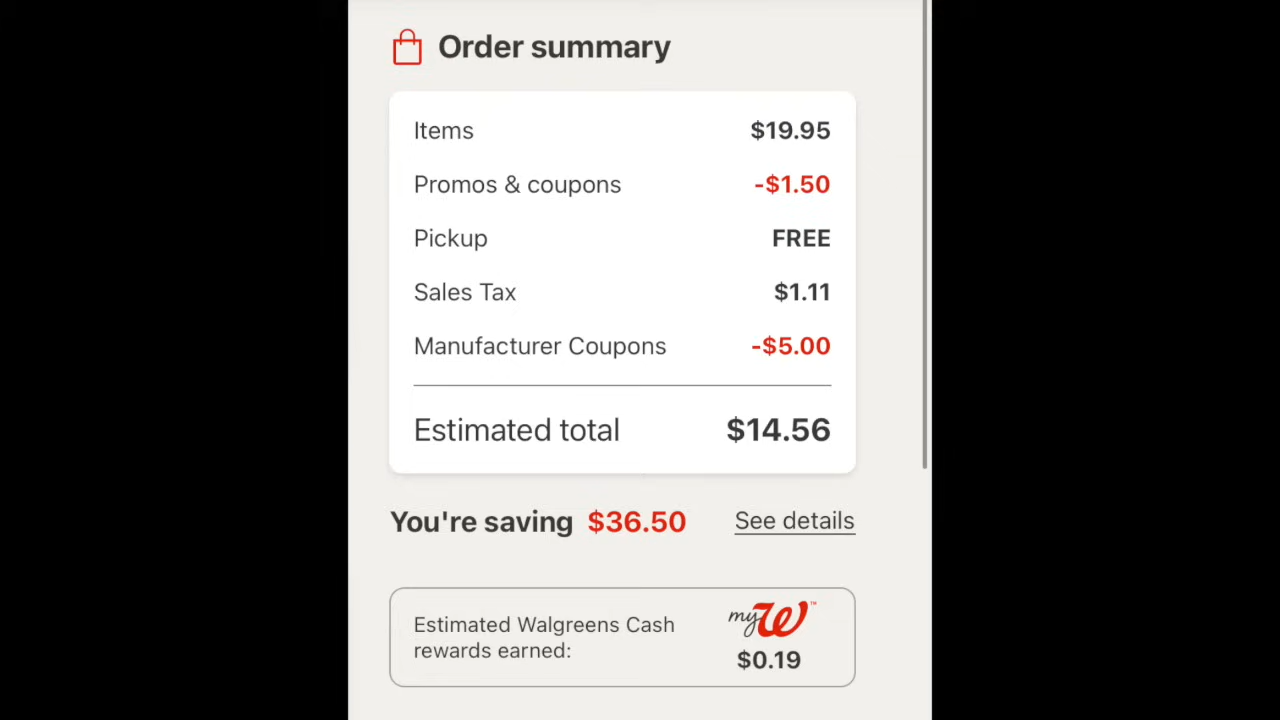 Order summary
Items $19.95
Promos & coupons -$1.50
Pickup FREE
Sales Tax $1.11
Manufacturer Coupons -$5.00
Estimated total $14.56
You're saving $36.50 See details
Estimated Walgreens Cash
rewards earned:
myW™
$0.19